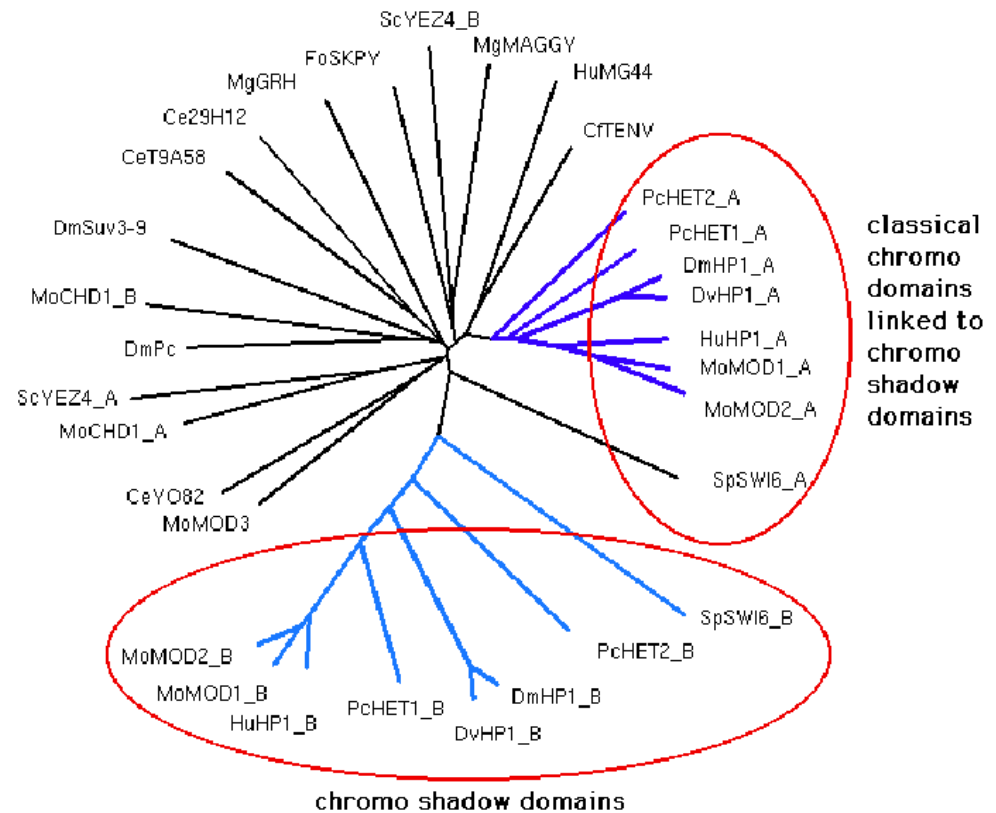 ScYEZ4_B
MgMAGGY
FoSKPY
HuMG44
MgGRH
Ce29H12
CfTENV
CeT9A58
PcHET2_A
DmSuv3-9
PcHET1_A
DmHP1_A
DvHP1_A
MoCHD1_B
HuHP1_A
DmPc
MoMOD1_A
ScYEZ4_A
MoMOD2_A
MoCHD1_A
SpSWI6_A
CeYO82
MoMOD3
classical
chromo
domains
linked to
chromo
shadow
domains
SpSWI6_B
PcHET2_B
MoMOD2_B
MoMOD1_B
HuHP1_B
PcHET1_B
DmHP1_B
DvHP1_B
chromo shadow domains